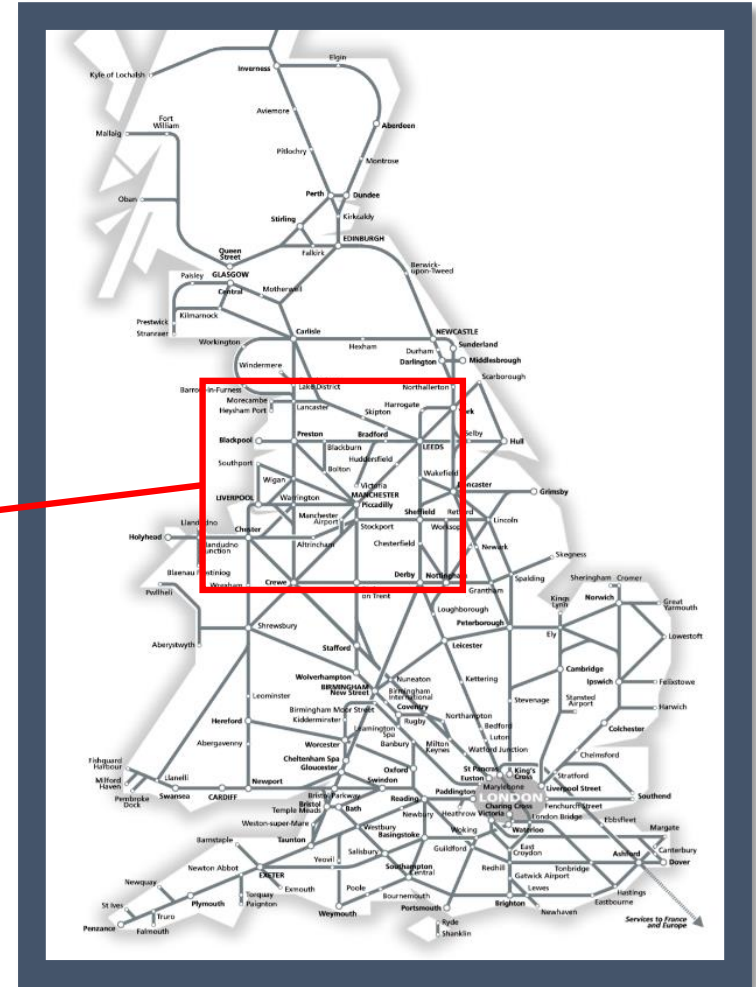 Elgin
Inverness
Kyle of Lochalsh
Aviemore
Fort
William
Mallaig
Aberdeen
Pitlochry
Montrose
Perth
Dundee
Oban
Stirling
Kirkcaldy
EDINBURGH
Queen
Street
Falkirk
Berwick-
upon-Tweed
Paisley
GLASGOW
Central
Motherwell
Prestwick
Kilmarnock
Stranraer
Carlisle
NEWCASTLE
Workington
Hexham
Sunderland
Durham
Darlington
Middlesbrough
Windermere
Scarborough
Lake District
Northallerton
Morecambe
Lancaster
Harrogate
Heysham Port
Skipton
Blackpool
Preston
Bradford
Selby
Hull
Blackburn
LEEDS
Southport
Huddersfield
Bolton
Wigan
Victoria
Wakefield
MANCHESTER
LIVERPOOL
Warrington
Piccadilly
Grimsby
Manchester
Airport
Sheffield
Lincoln
Stockport
Worksop
Holyhead
Chester
Altrincham
Chesterfield
Newark
Skegness
Crewe
Derby
Nottingham
Spalding
Sheringham
Cromer
Pwllheli
on Trent
Grantham
Kings
Lynn
Norwich
Great
Yarmouth
Loughborough
Shrewsbury
Peterborough
Ely
Lowestoft
Aberystwyth
Stafford
Leicester
Wolverhampton
Nuneaton
Kettering
Cambridge
BIRMINGHAM
New Street
Birmingham
International
Ipswich
Felixstowe
Leominster
Birmingham Moor Street
Coventry
Stevenage
Stansted
Airport
Harwich
Kidderminster
Rugby
Northampton
Hereford
Leamington
Spa
Bedford
Colchester
Abergavenny
Worcester
Banbury
Milton
Keynes
Luton
Cheltenham Spa
Watford Junction
Chelmsford
Fishguard
Harbour
Gloucester
Oxford
St Pancras
King's
Cross
Stratford
Milford
Haven
Llanelli
Newport
Swindon
Euston
Marylebone
Liverpool Street
Pembroke
Dock
Swansea
CARDIFF
Bristol Parkway
Reading
Paddington
LONDON
Southend
Bristol
Temple Meads
Bath
Charing Cross
Fenchurch Street
Newbury
Heathrow
Victoria
London Bridge
Ebbsfleet
Weston-super-Mare
Westbury
Basingstoke
Woking
Waterloo
Margate
Barnstaple
Taunton
Salisbury
Guildford
East
Croydon
Canterbury
Yeovil
Newton Abbot
Southampton
Central
Redhill
Tonbridge
Ashford
Dover
EXETER
Gatwick Airport
Newquay
Exmouth
Poole
Lewes
Hastings
St Ives
Plymouth
Torquay
Paignton
Bournemouth
Eastbourne
Truro
Weymouth
Portsmouth
Brighton
Newhaven
Penzance
Falmouth
Ryde
Shanklin
Services to France
and Europe